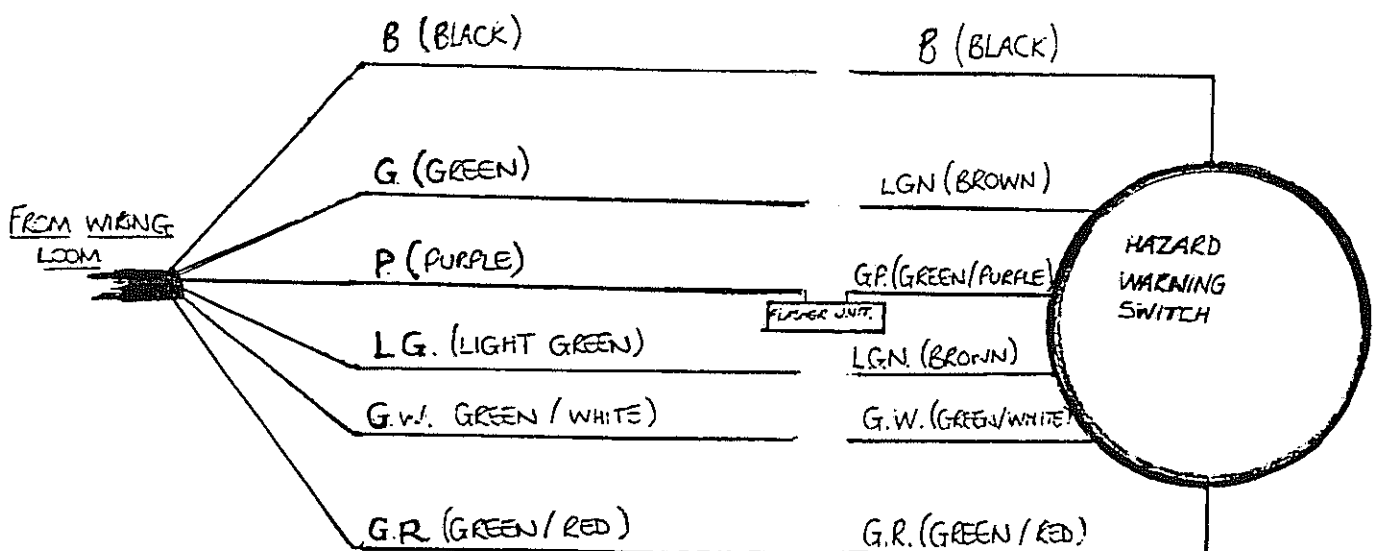 B (BLACK)
B (BLACK)
G. (GREEN)
LGN (BROWN)
FROM WIRING
LOOM
P. (PURPLE)
GP. (GREEN/PURPLE)
FLASHER UNIT.
HAZARD
WARNING
SWITCH
L.G. (LIGHT GREEN)
L.G.N. (BROWN)
G.W. GREEN / WHITE)
G.W. (GREEN/WHITE)
G.R (GREEN / RED)
G.R. (GREEN/RED)